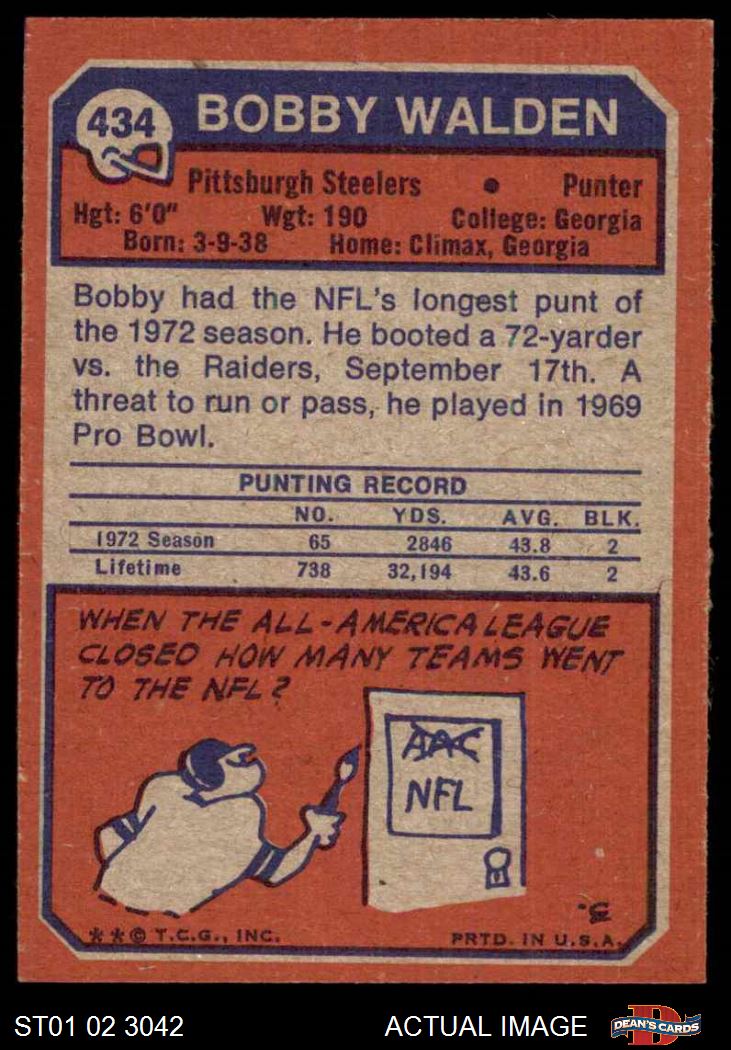 434
BOBBY WALDEN
Pittsburgh Steelers • Punter
Hgt: 6'0" Wgt: 190 College: Georgia
Born: 3-9-38 Home: Climax, Georgia
Bobby had the NFL's longest punt of
the 1972 season. He booted a 72-yarder
vs. the Raiders, September 17th. A
threat to run or pass, he played in 1969
Pro Bowl.
PUNTING RECORD
NO. YDS. AVG. BLK.
1972 Season 65 2846 43.8 2
Lifetime 738 32,194 43.6 2
WHEN THE ALL-AMERICA LEAGUE
CLOSED HOW MANY TEAMS WENT
TO THE NFL?
AAC
NFL
**© T.C.G., INC. PRTD. IN U.S.A.
ST01 02 3042 ACTUAL IMAGE DEAN'S CARDS